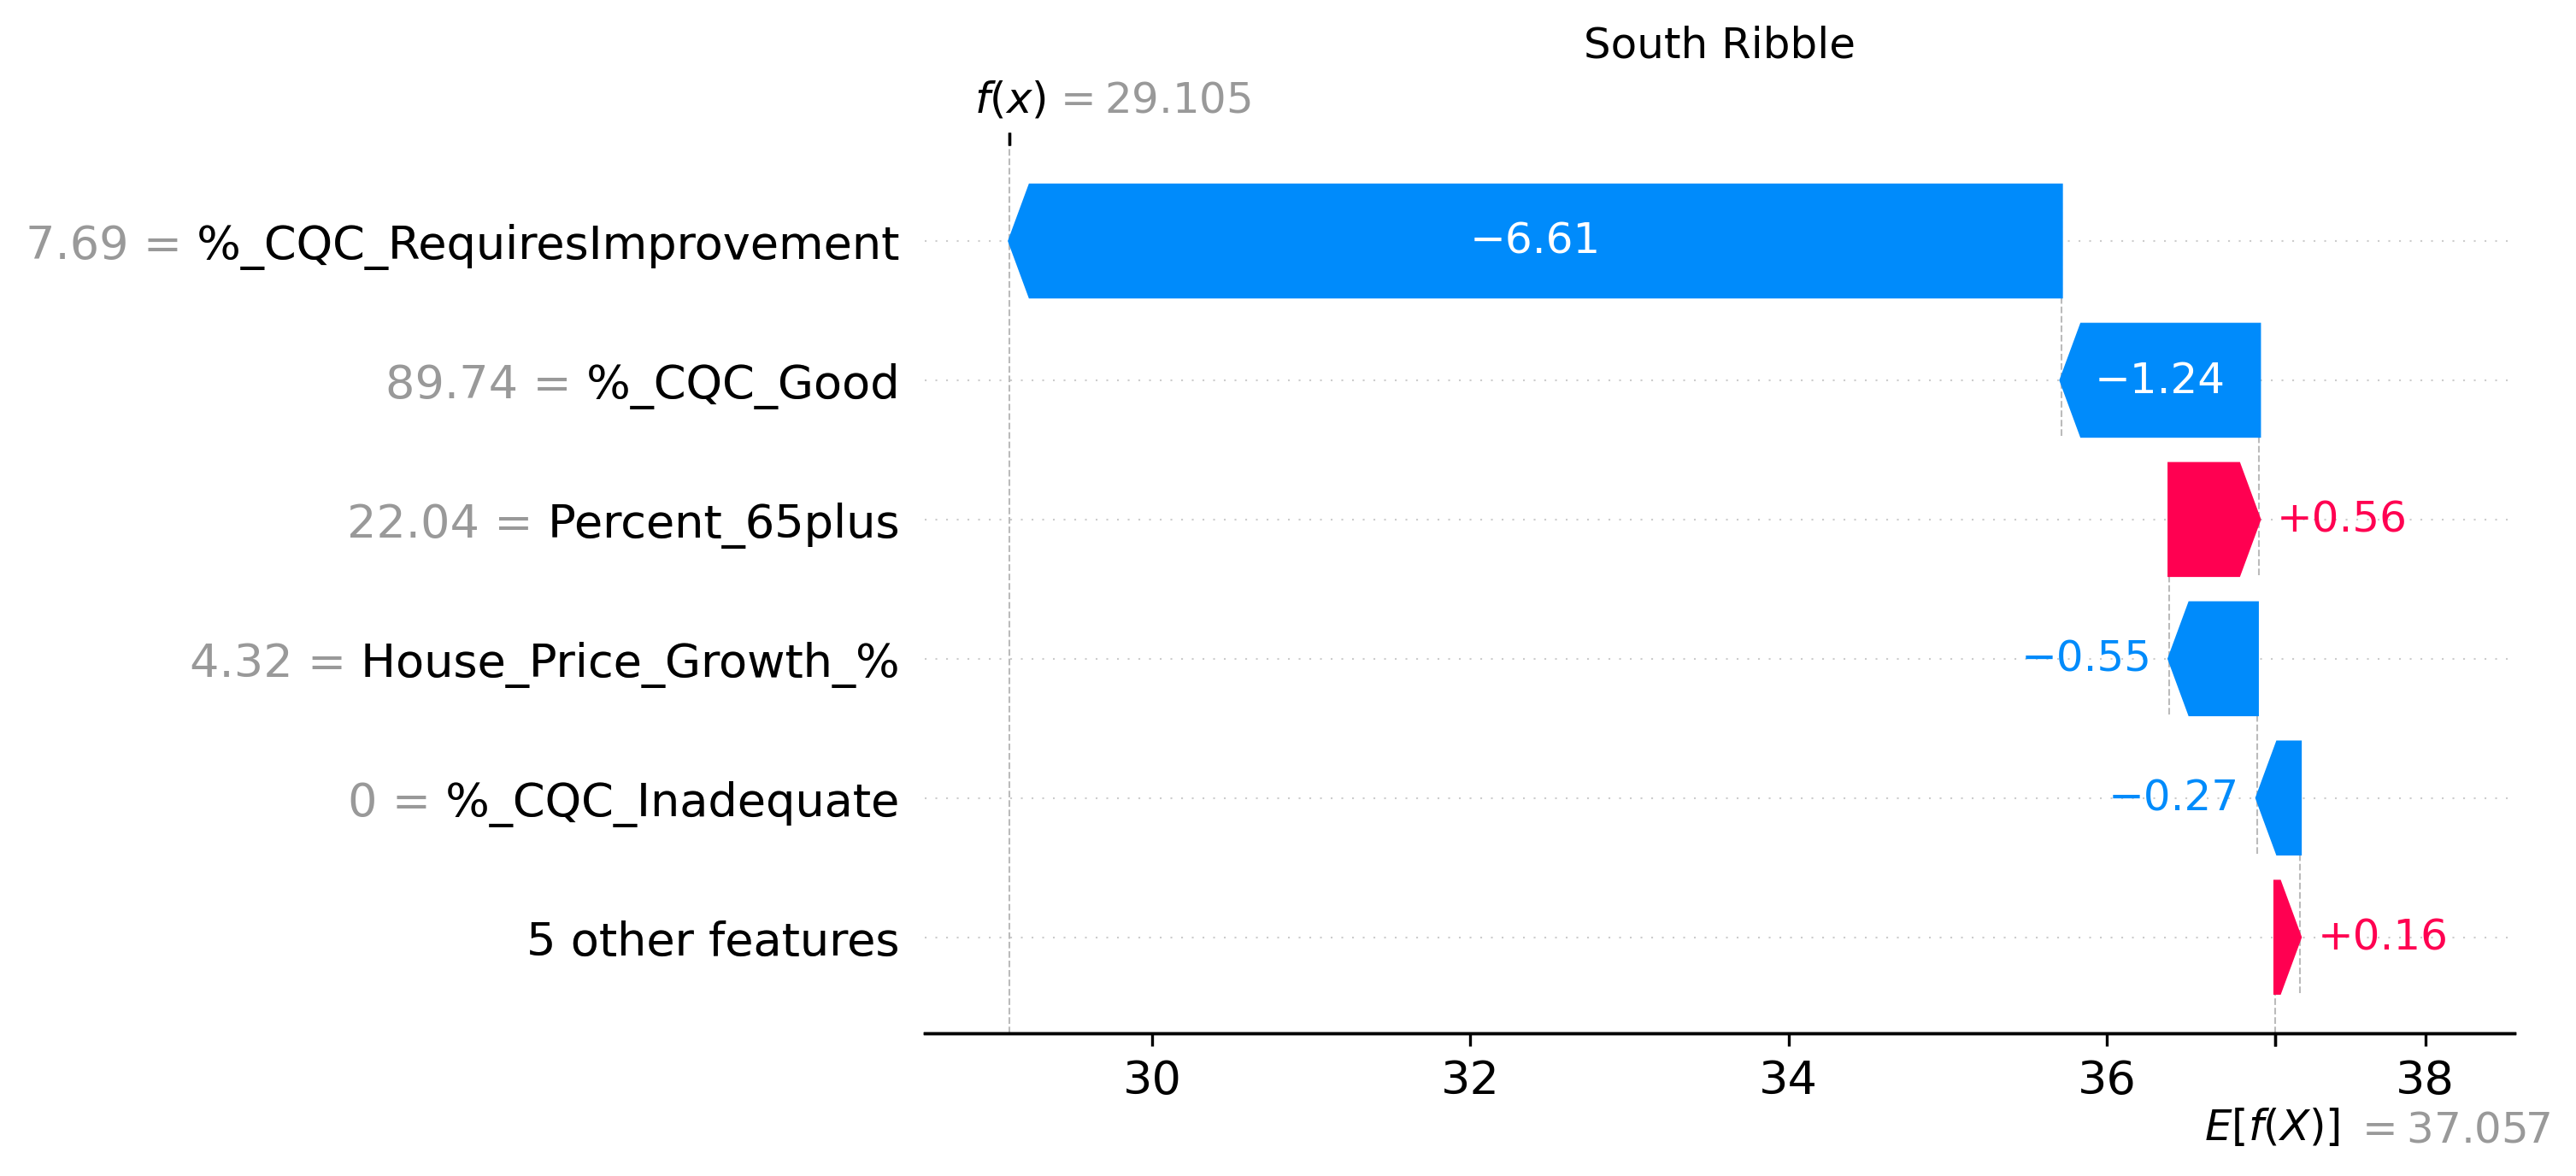 South Ribble
f(x) = 29.105
7.69 = %_CQC_RequiresImprovement
−6.61
89.74 = %_CQC_Good
−1.24
22.04 = Percent_65plus
+0.56
4.32 = House_Price_Growth_%
−0.55
0 = %_CQC_Inadequate
−0.27
5 other features
+0.16
30 32 34 36 38
E[f(X)] = 37.057